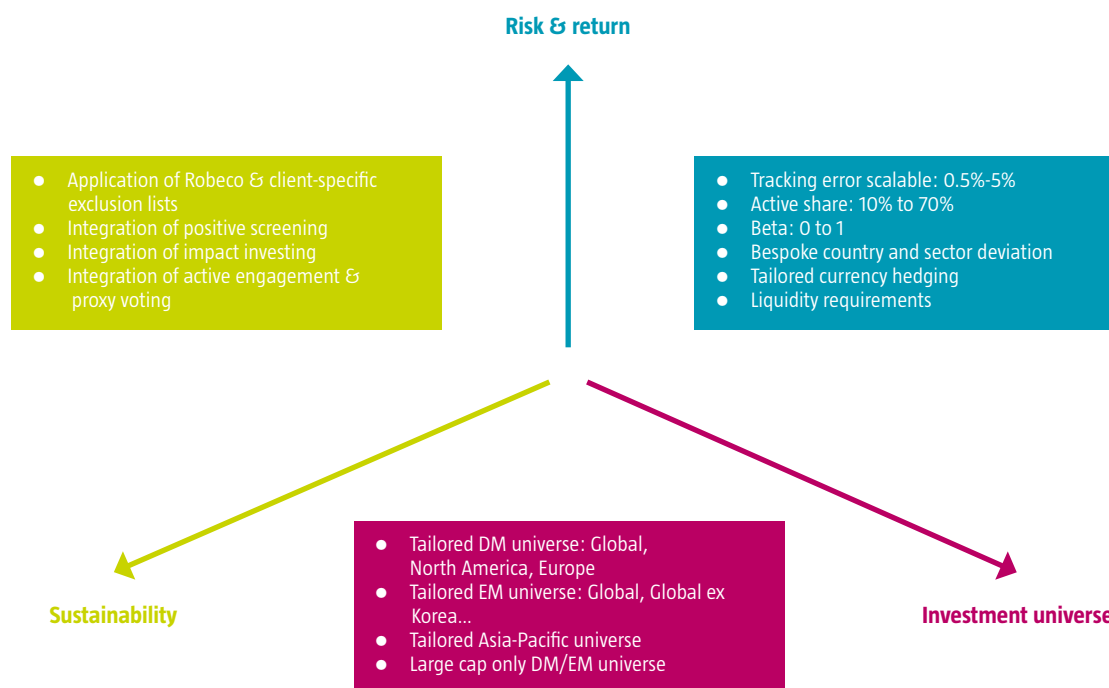 Risk & return
● Application of Robeco & client-specific
exclusion lists
● Integration of positive screening
● Integration of impact investing
● Integration of active engagement &
proxy voting
● Tracking error scalable: 0.5%-5%
● Active share: 10% to 70%
● Beta: 0 to 1
● Bespoke country and sector deviation
● Tailored currency hedging
● Liquidity requirements
● Tailored DM universe: Global,
North America, Europe
● Tailored EM universe: Global, Global ex
Korea...
● Tailored Asia-Pacific universe
● Large cap only DM/EM universe
Sustainability
Investment universe